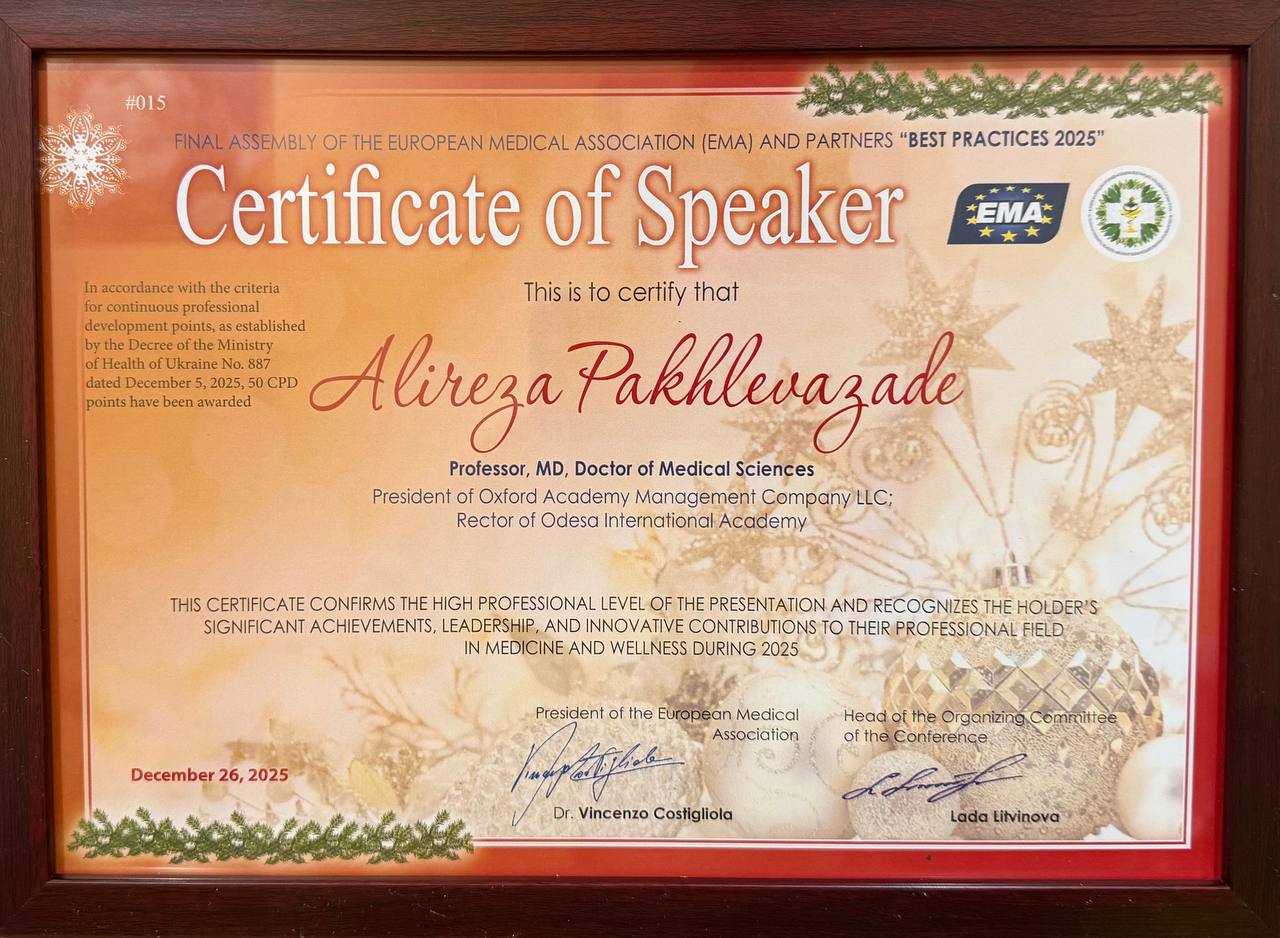 #015
FINAL ASSEMBLY OF THE EUROPEAN MEDICAL ASSOCIATION (EMA) AND PARTNERS “BEST PRACTICES 2025”
Certificate of Speaker
EMA
In accordance with the criteria
for continuous professional
development points, as established
by the Decree of the Ministry
of Health of Ukraine No. 887
dated December 5, 2025, 50 CPD
points have been awarded
This is to certify that
Alireza Pakhlevazade
Professor, MD, Doctor of Medical Sciences
President of Oxford Academy Management Company LLC;
Rector of Odesa International Academy
THIS CERTIFICATE CONFIRMS THE HIGH PROFESSIONAL LEVEL OF THE PRESENTATION AND RECOGNIZES THE HOLDER’S
SIGNIFICANT ACHIEVEMENTS, LEADERSHIP, AND INNOVATIVE CONTRIBUTIONS TO THEIR PROFESSIONAL FIELD
IN MEDICINE AND WELLNESS DURING 2025
President of the European Medical
Association
Head of the Organizing Committee
of the Conference
December 26, 2025
Dr. Vincenzo Costigliola
Lada Litvinova